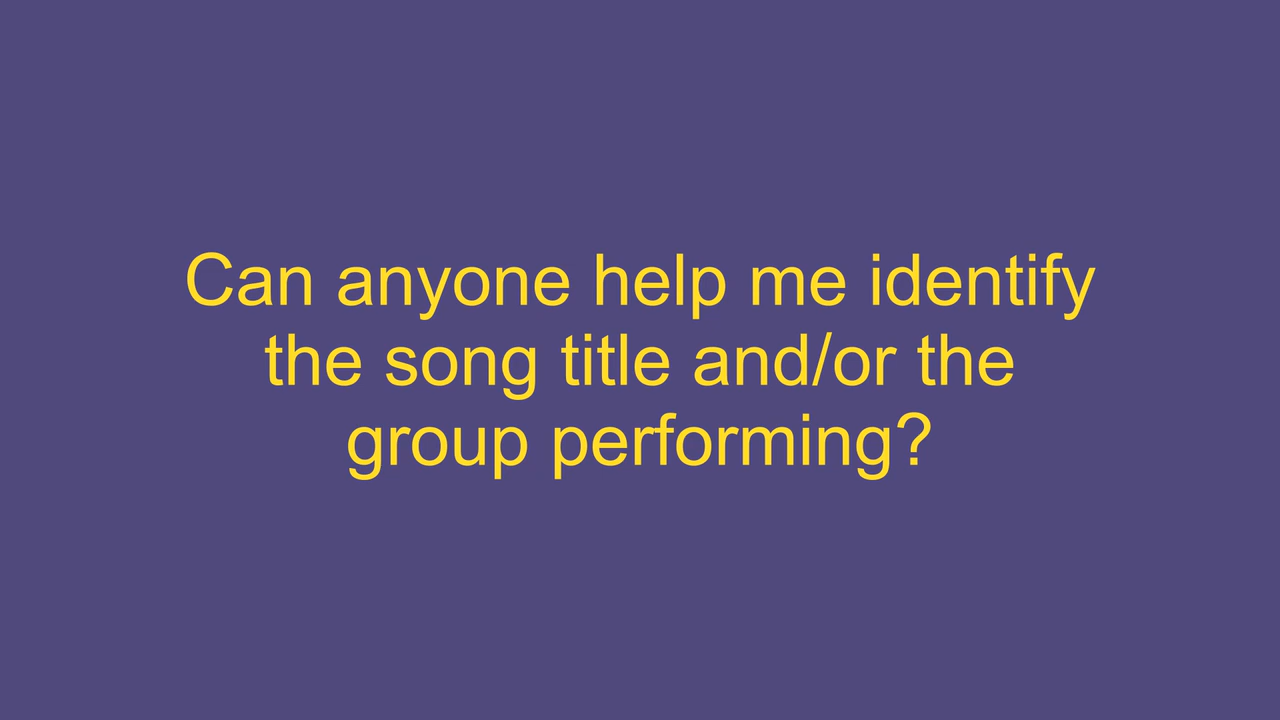 Can anyone help me identify
the song title and/or the
group performing?